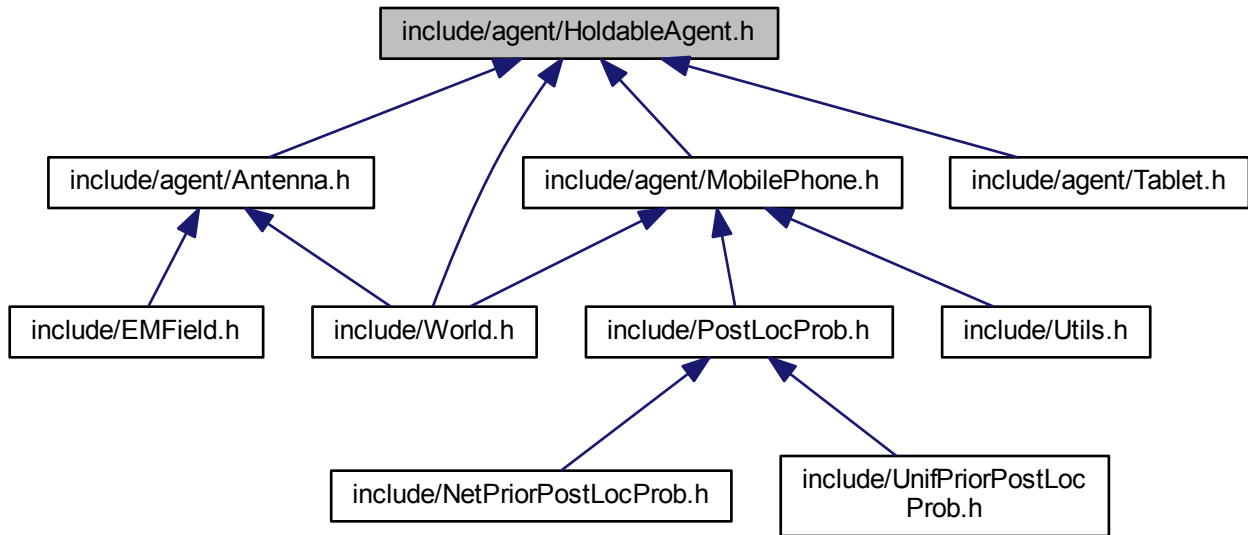 include/agent/HoldableAgent.h
include/agent/Antenna.h
include/agent/MobilePhone.h
include/agent/Tablet.h
include/EMField.h
include/World.h
include/PostLocProb.h
include/Utils.h
include/NetPriorPostLocProb.h
include/UnifPriorPostLoc
Prob.h